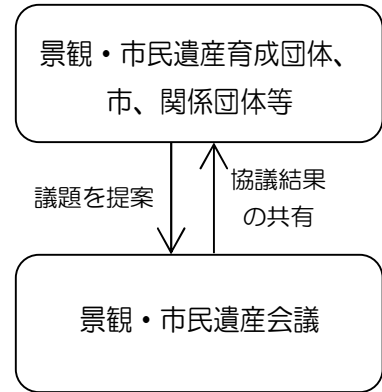 景観・市民遺産育成団体、
市、関係団体等
議題を提案
協議結果
の共有
景観・市民遺産会議